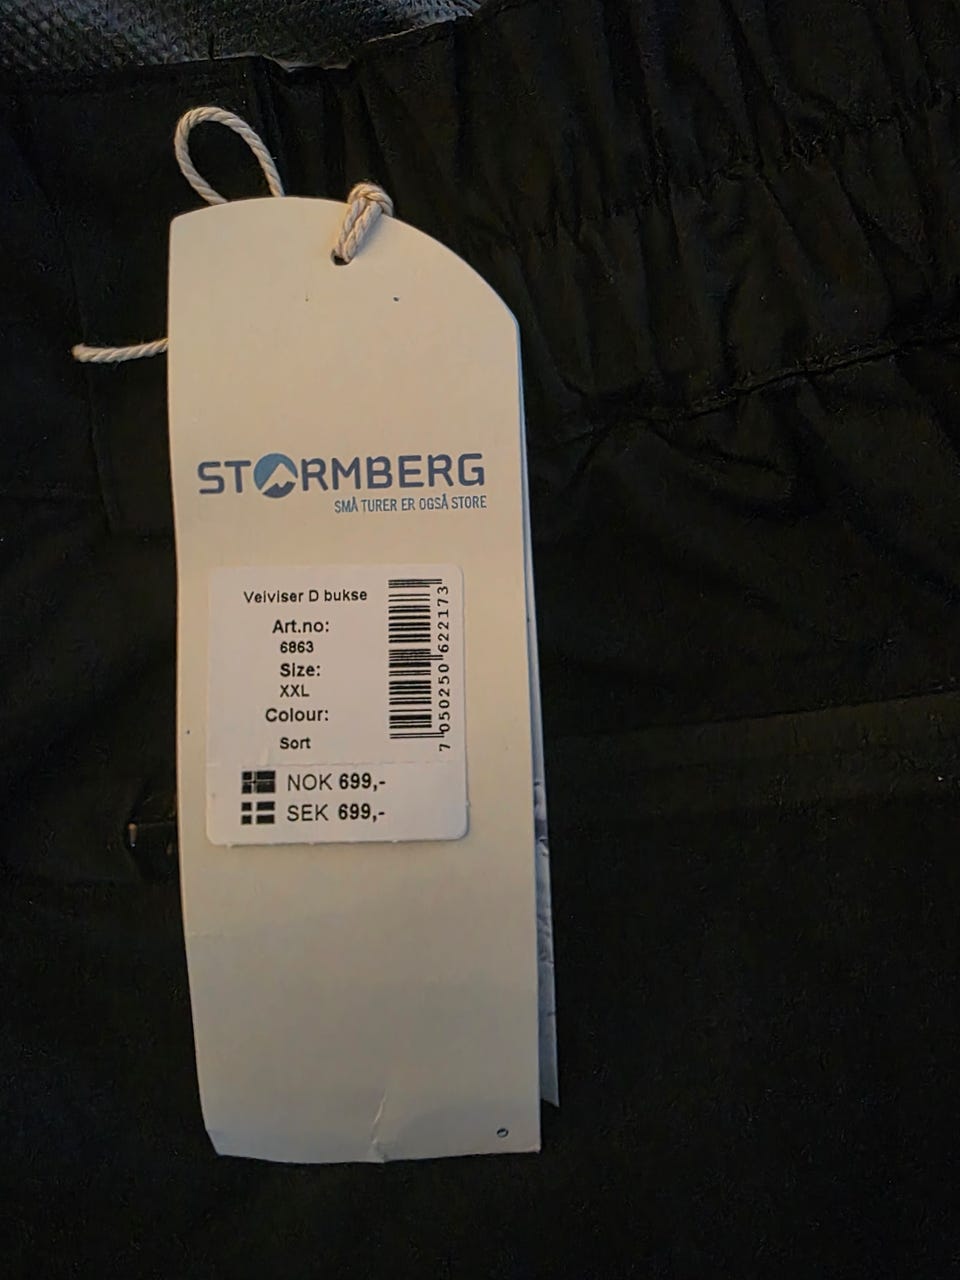 STORMBERG
SMÅ TURER ER OGSÅ STORE
Veiviser D bukse
Art.no:
6863
Size:
XXL
Colour:
Sort
7 050250 622173
NOK 699,-
SEK 699,-